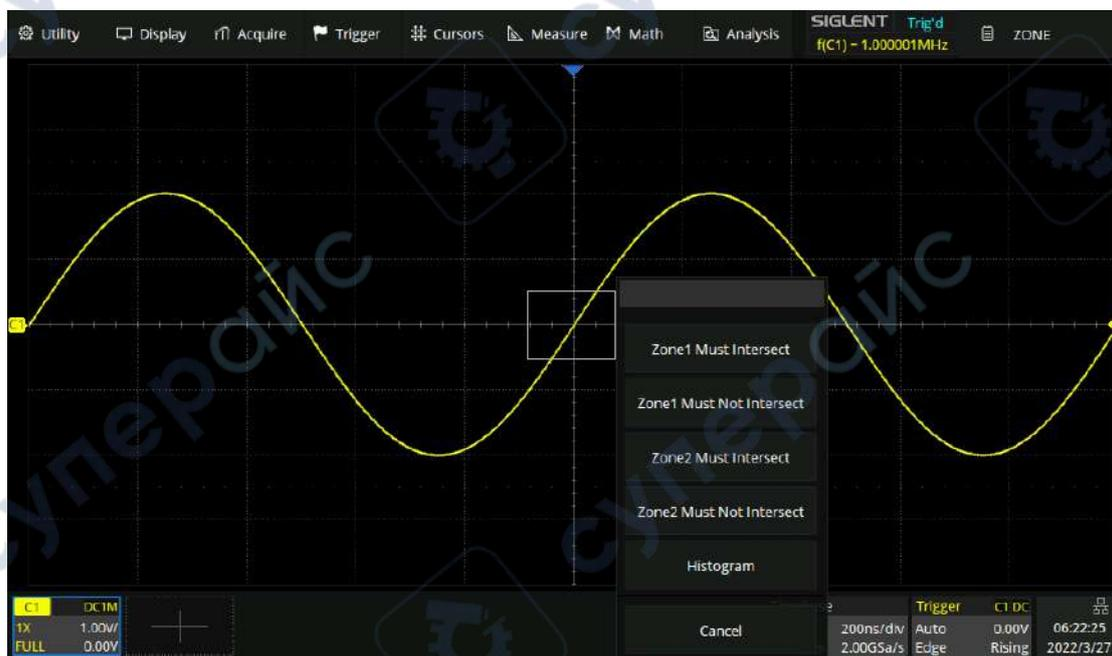 Utility Display Acquire Trigger Cursors Measure Math Analysis
SIGLENT Trig'd
f(C1) = 1.000001MHz
ZONE
C1
Zone1 Must Intersect
Zone1 Must Not Intersect
Zone2 Must Intersect
Zone2 Must Not Intersect
Histogram
Cancel
C1 DC1M
1X 1.00V/
FULL 0.00V
200ns/div
2.00GSa/s
Trigger C1 DC
Auto 0.00V
Edge Rising
06:22:25
2022/3/27
суперайс
суперайс